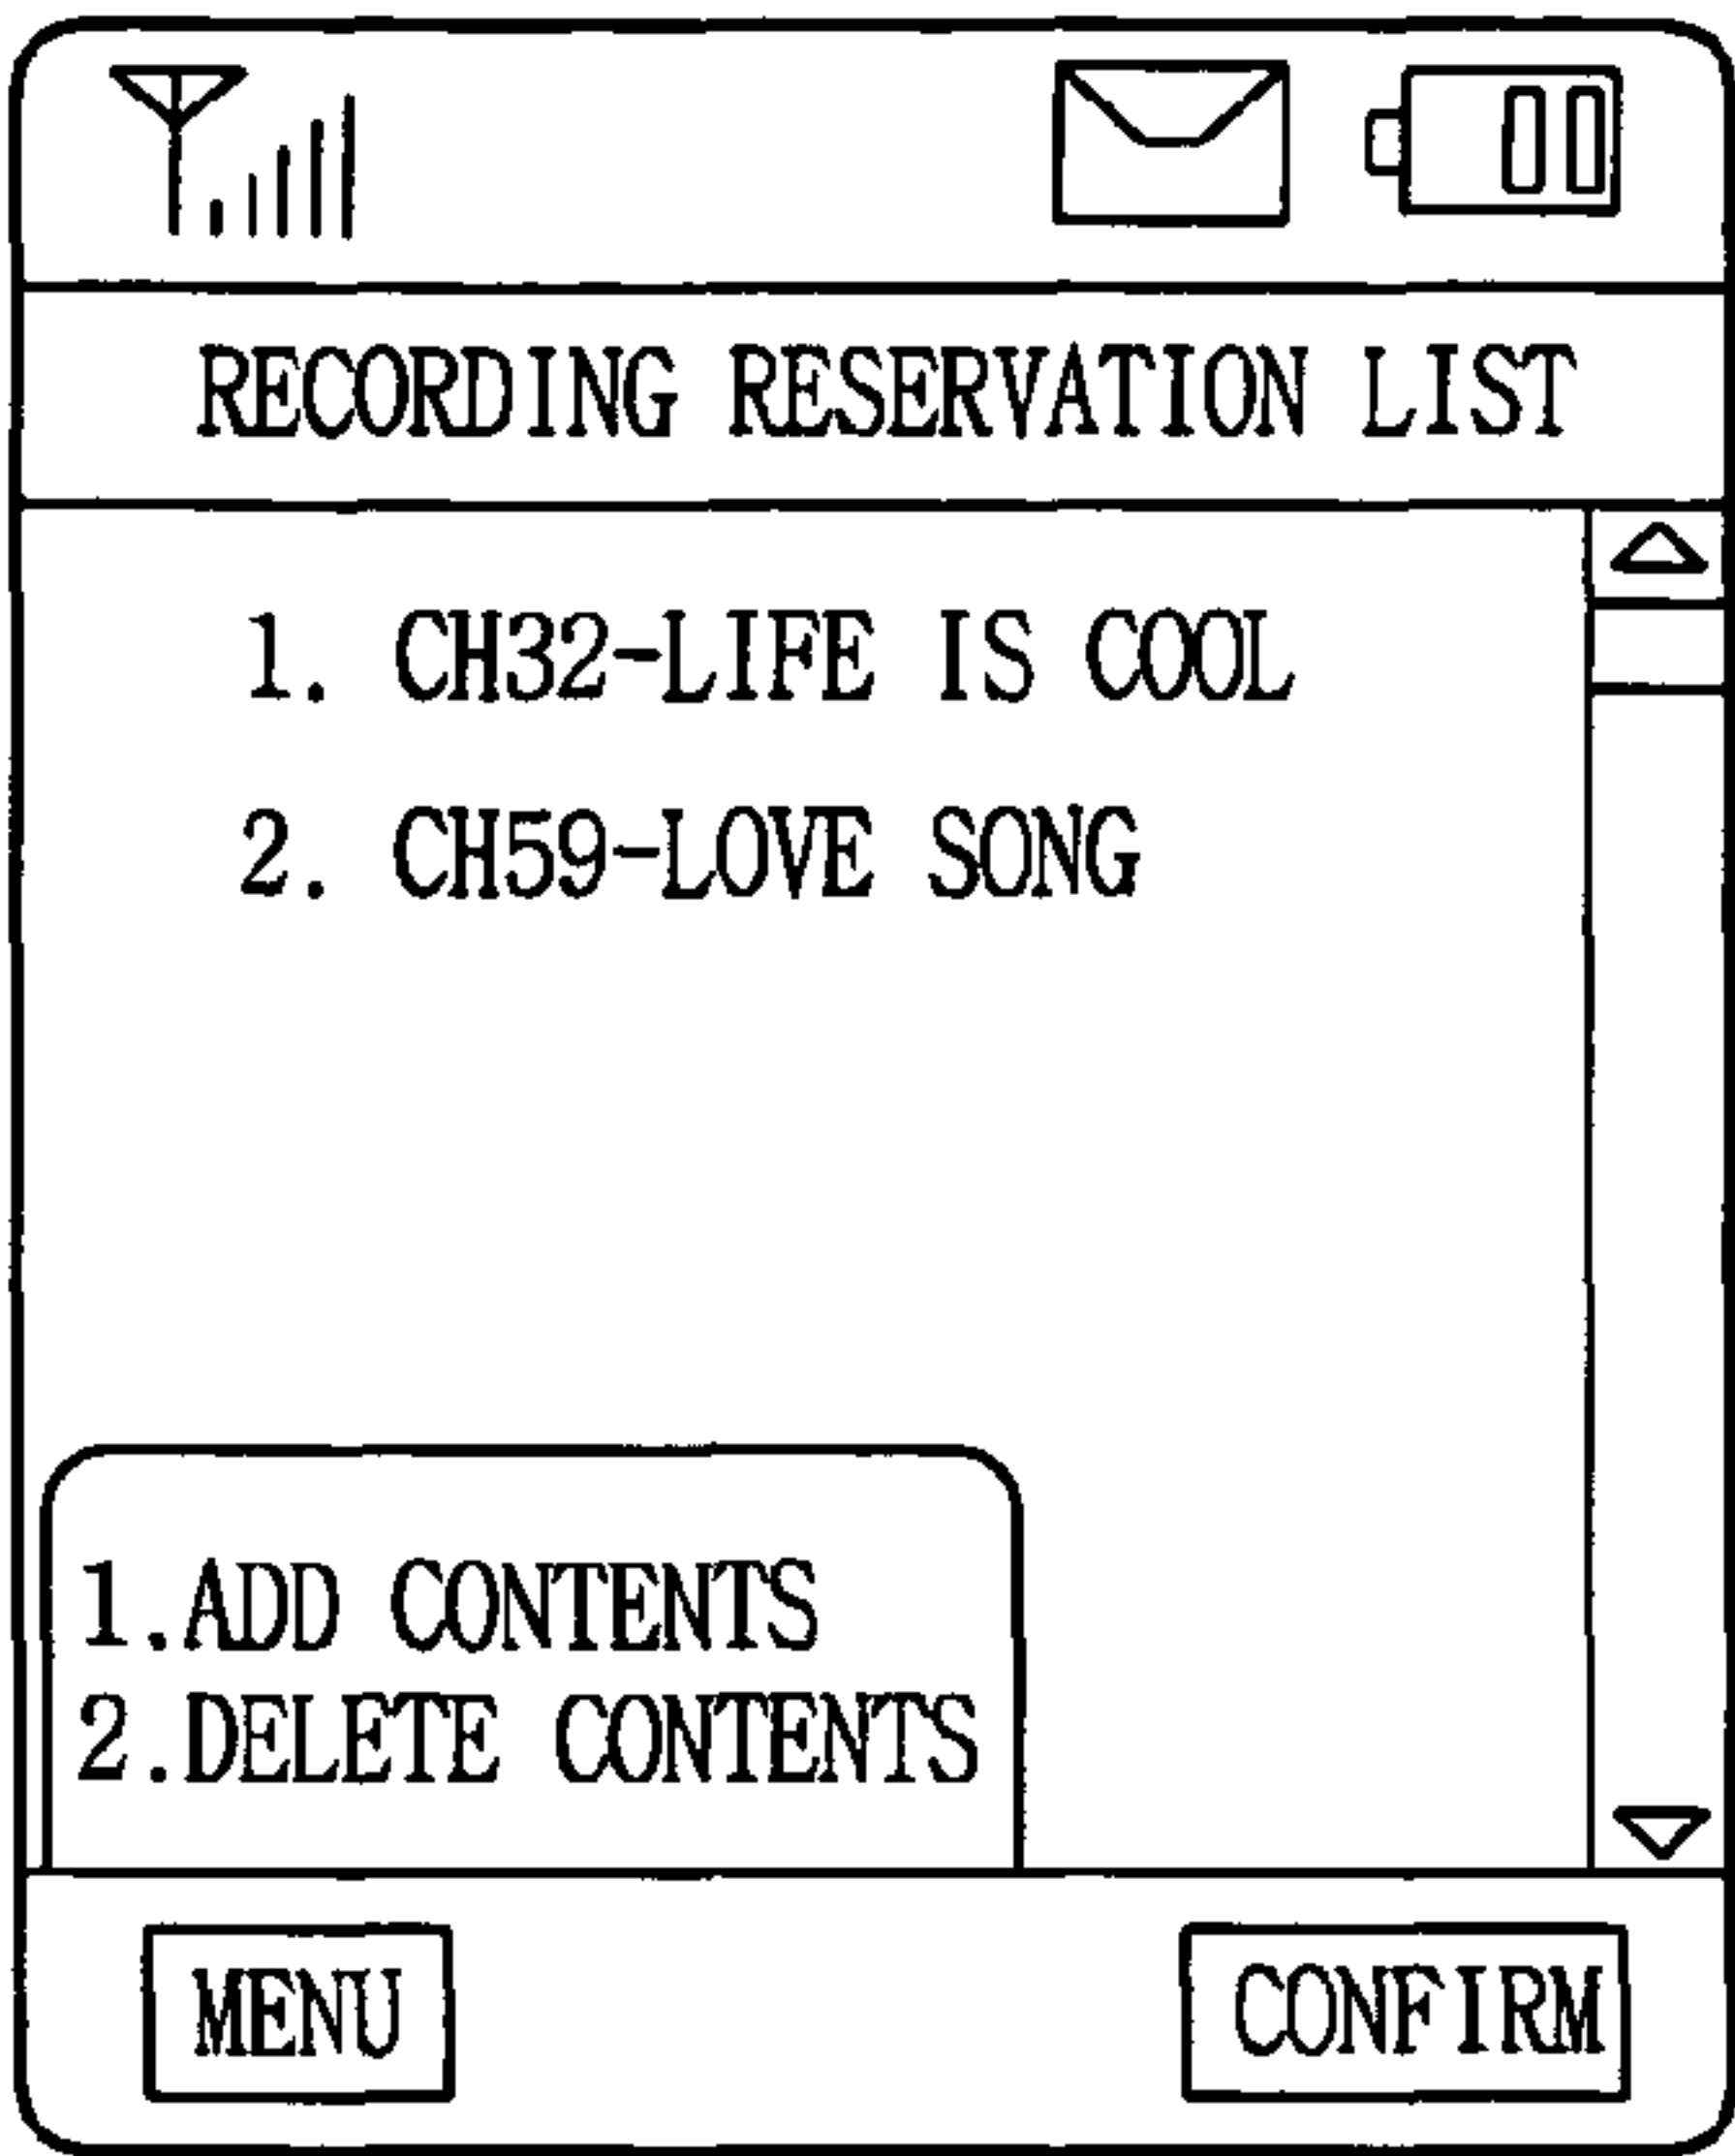 RECORDING RESERVATION LIST
1. CH32-LIFE IS COOL
2. CH59-LOVE SONG
1.ADD CONTENTS
2.DELETE CONTENTS
MENU
CONFIRM